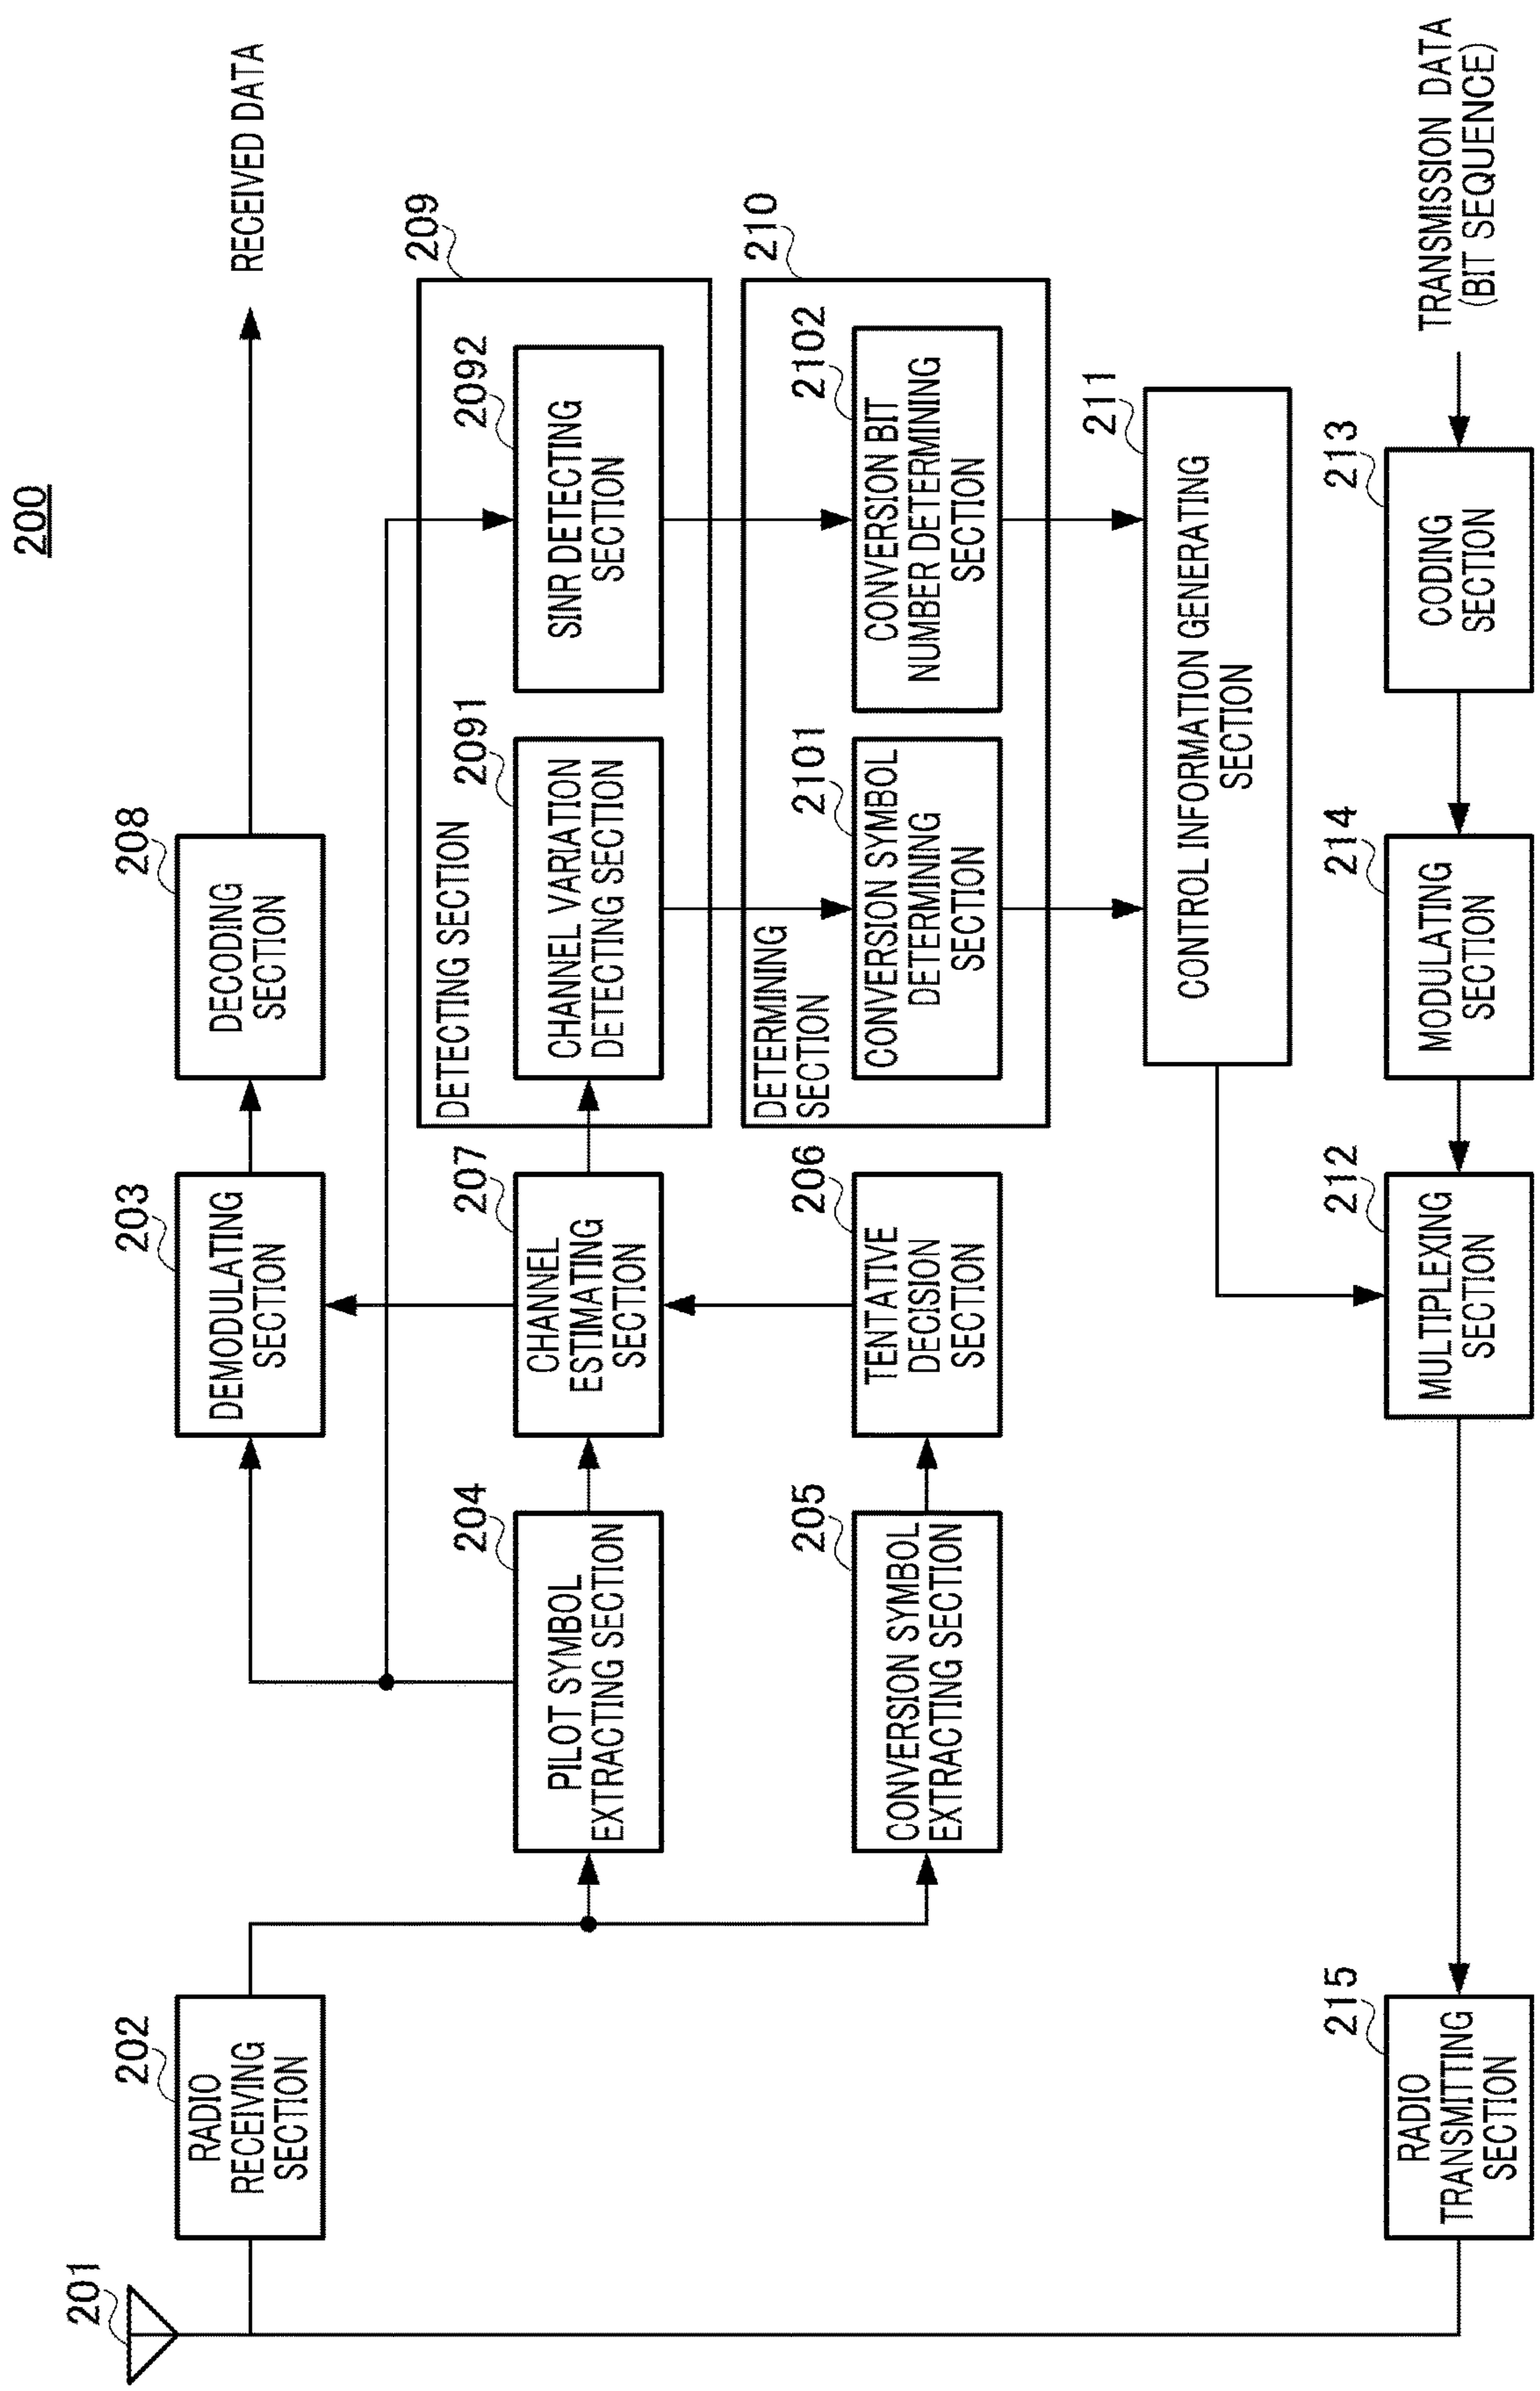 200
201
202
RADIO
RECEIVING
SECTION
203
DEMODULATING
SECTION
208
DECODING
SECTION
RECEIVED DATA
204
PILOT SYMBOL
EXTRACTING SECTION
207
CHANNEL
ESTIMATING
SECTION
209
DETECTING SECTION
2091
CHANNEL VARIATION
DETECTING SECTION
2092
SINR DETECTING
SECTION
205
CONVERSION SYMBOL
EXTRACTING SECTION
206
TENTATIVE
DECISION
SECTION
210
DETERMINING
SECTION
2101
CONVERSION SYMBOL
DETERMINING
SECTION
2102
CONVERSION BIT
NUMBER DETERMINING
SECTION
211
CONTROL INFORMATION GENERATING
SECTION
215
RADIO
TRANSMITTING
SECTION
212
MULTIPLEXING
SECTION
214
MODULATING
SECTION
213
CODING
SECTION
TRANSMISSION DATA
(BIT SEQUENCE)